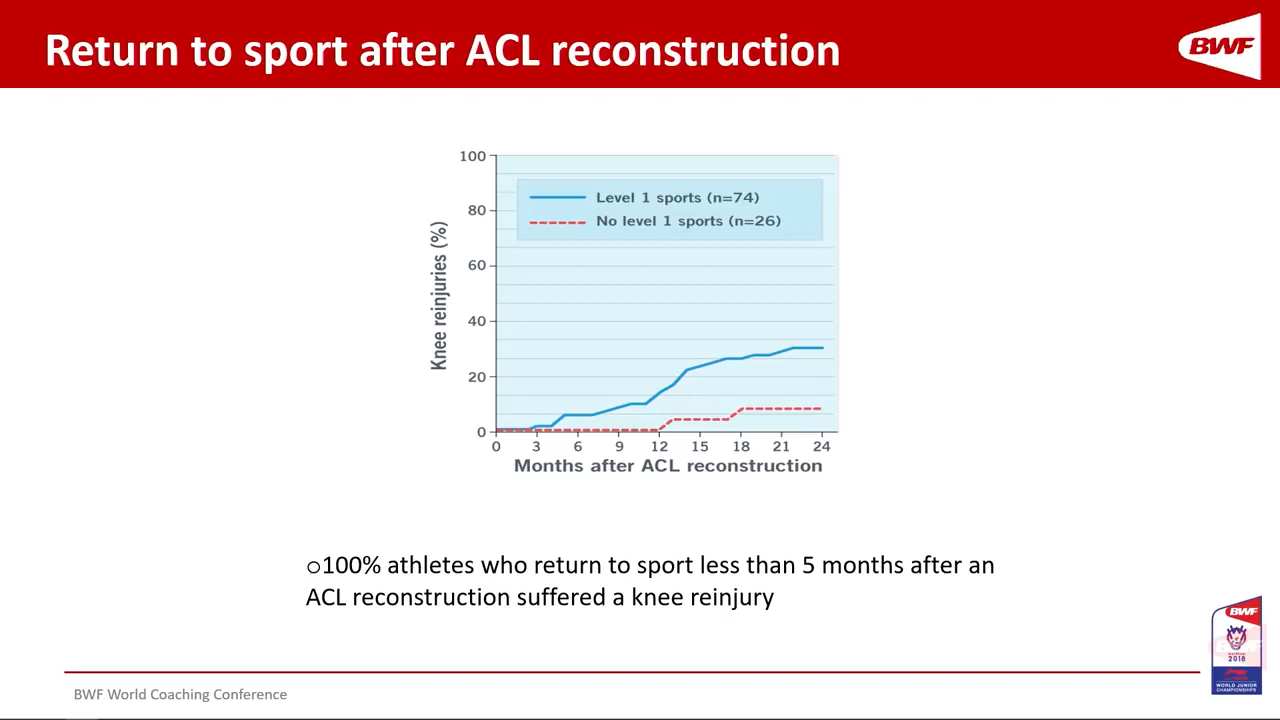 Return to sport after ACL reconstruction
BWF
100
80
60
40
20
0
Knee reinjuries (%)
Level 1 sports (n=74)
No level 1 sports (n=26)
0 3 6 9 12 15 18 21 24
Months after ACL reconstruction
○100% athletes who return to sport less than 5 months after an
ACL reconstruction suffered a knee reinjury
BWF World Coaching Conference
BWF
2018
WORLD JUNIOR
CHAMPIONSHIPS